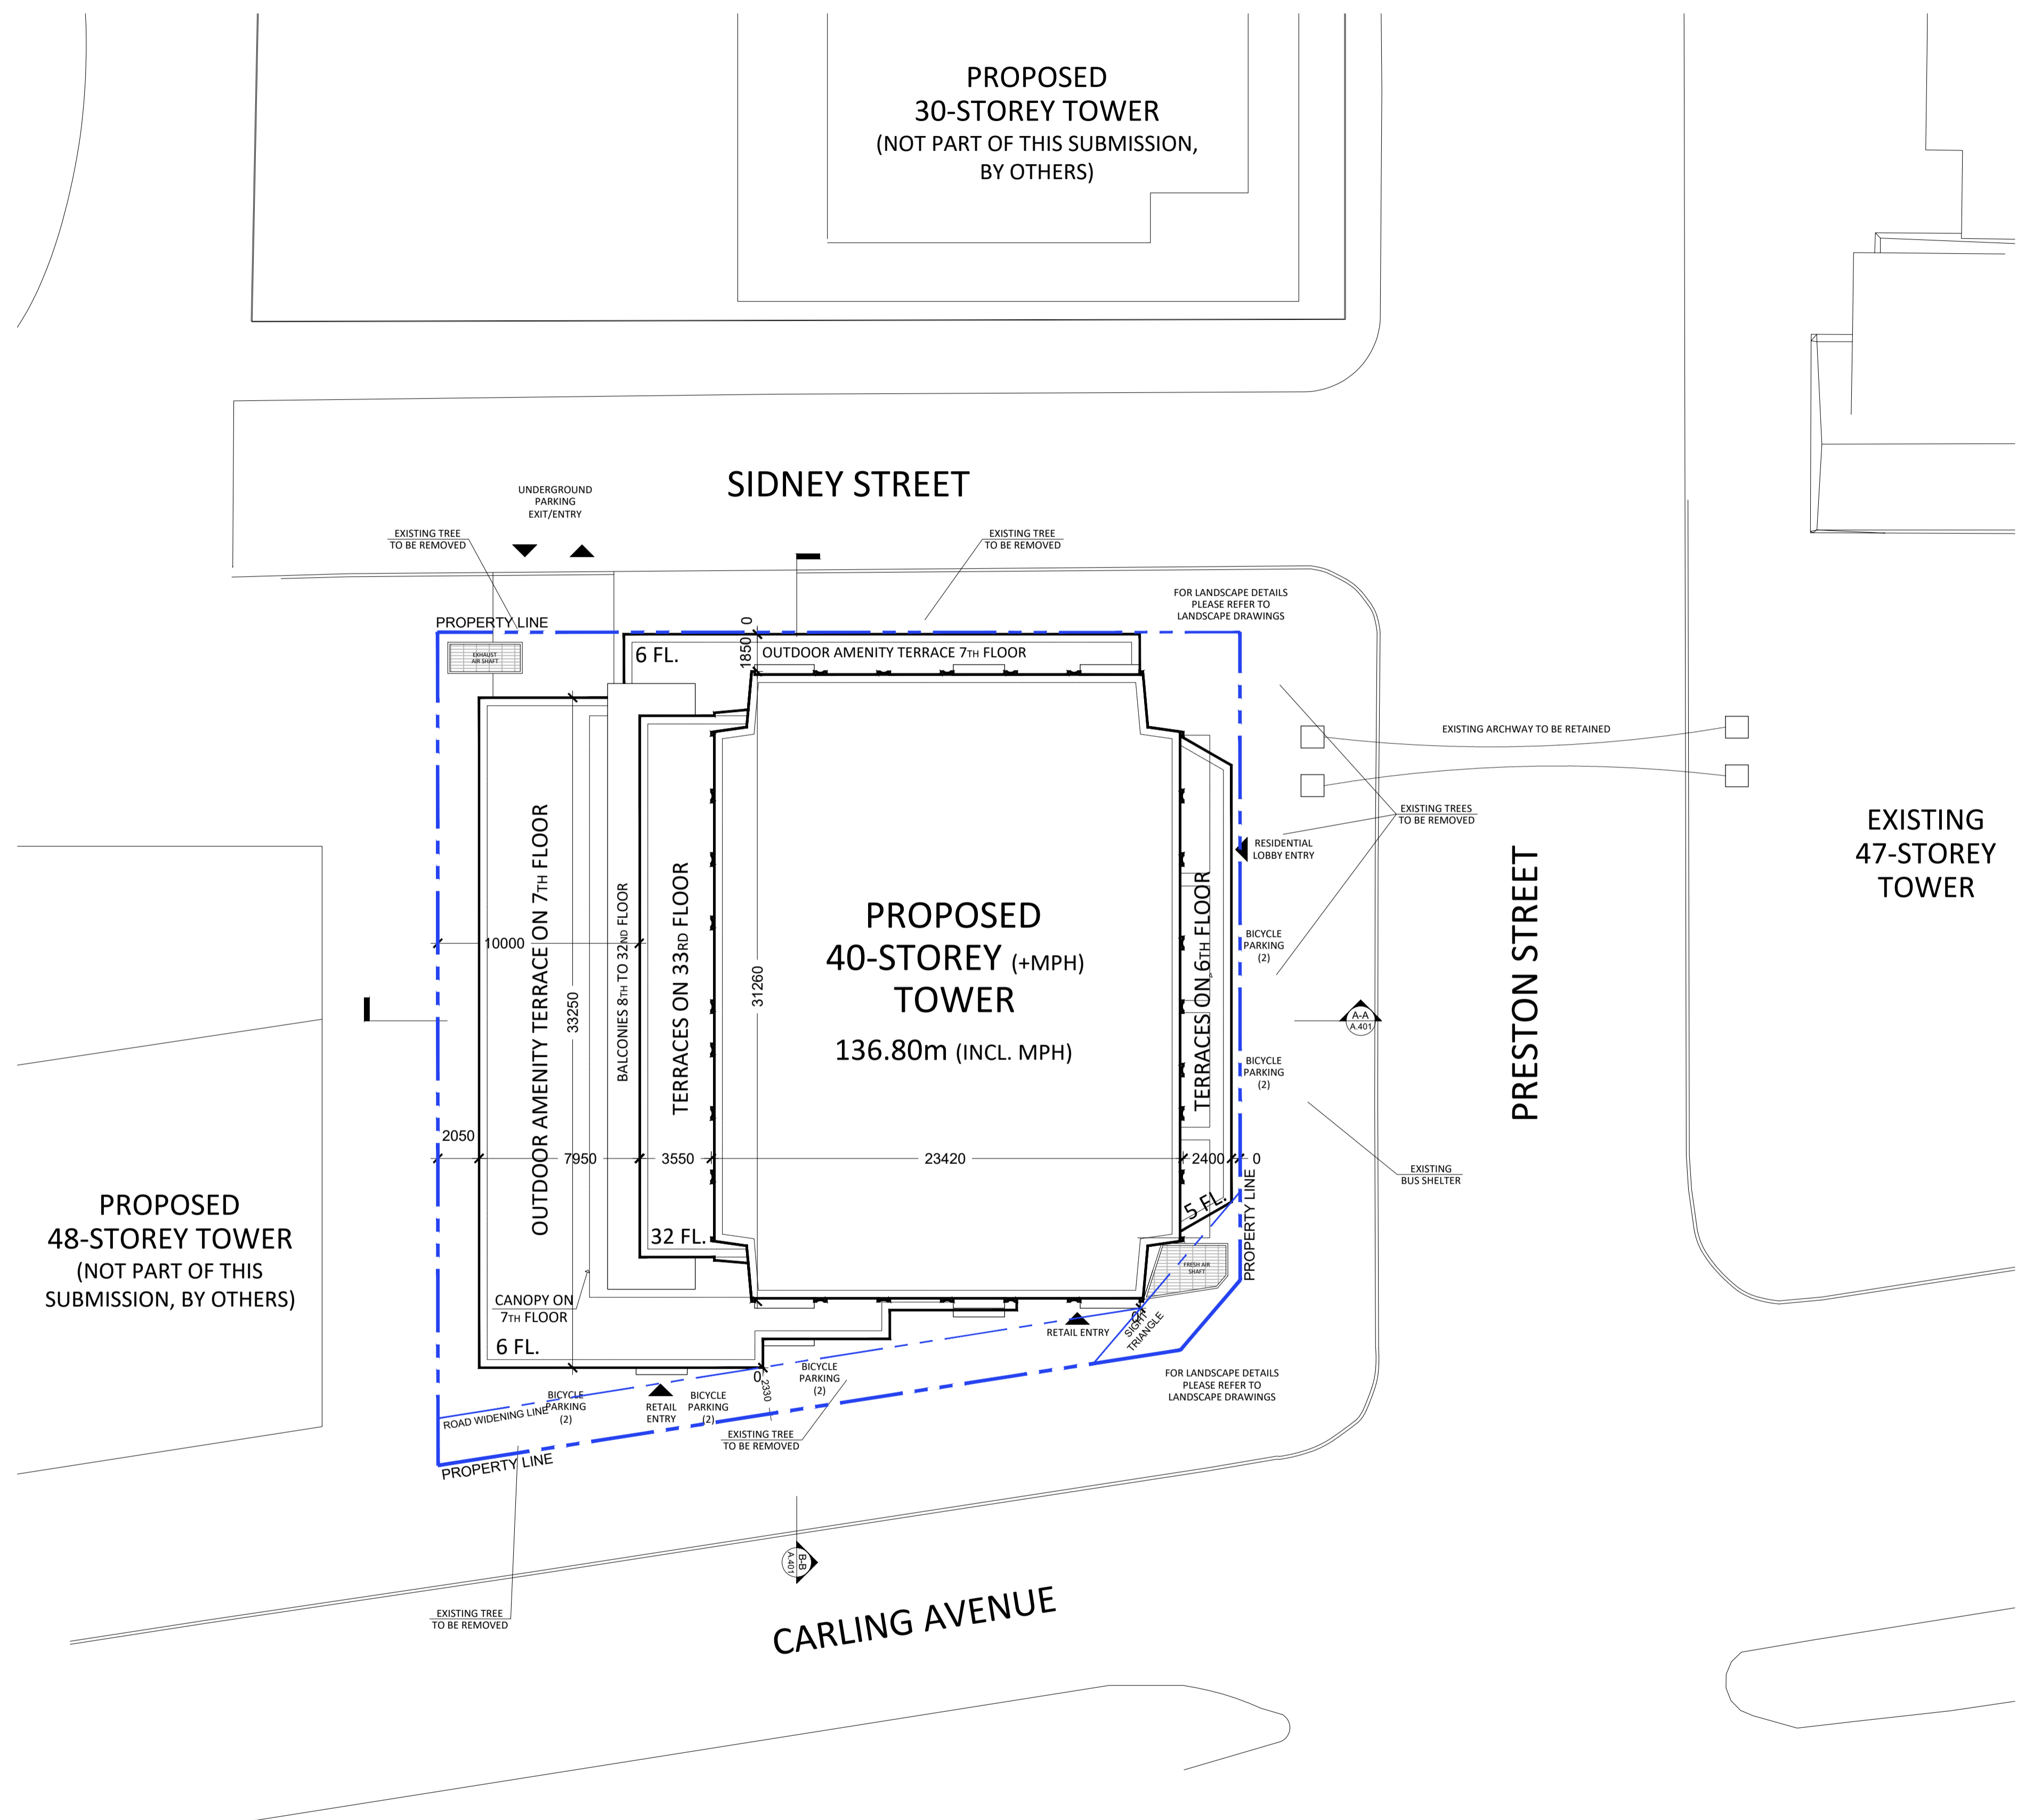 PROPOSED
30-STOREY TOWER
(NOT PART OF THIS SUBMISSION,
BY OTHERS)
SIDNEY STREET
UNDERGROUND
PARKING
EXIT/ENTRY
EXISTING TREE
TO BE REMOVED
EXISTING TREE
TO BE REMOVED
FOR LANDSCAPE DETAILS
PLEASE REFER TO
LANDSCAPE DRAWINGS
PROPERTY LINE
EXHAUST
AIR SHAFT
6 FL.
1850
0
OUTDOOR AMENITY TERRACE 7TH FLOOR
EXISTING ARCHWAY TO BE RETAINED
EXISTING TREES
TO BE REMOVED
RESIDENTIAL
LOBBY ENTRY
EXISTING
47-STOREY
TOWER
OUTDOOR AMENITY TERRACE ON 7TH FLOOR
BALCONIES 8TH TO 32ND FLOOR
TERRACES ON 33RD FLOOR
TERRACES ON 6TH FLOOR
PRESTON STREET
PROPOSED
40-STOREY (+MPH)
TOWER
136.80m (INCL. MPH)
10000
33250
31260
BICYCLE
PARKING
(2)
A-A
A.401
BICYCLE
PARKING
(2)
2050
7950
3550
23420
2400
0
EXISTING
BUS SHELTER
PROPERTY LINE
PROPOSED
48-STOREY TOWER
(NOT PART OF THIS
SUBMISSION, BY OTHERS)
32 FL.
5 FL.
FRESH AIR
SHAFT
CANOPY ON
7TH FLOOR
6 FL.
RETAIL ENTRY
0
SIGHT
TRIANGLE
0
2330
BICYCLE
PARKING
(2)
FOR LANDSCAPE DETAILS
PLEASE REFER TO
LANDSCAPE DRAWINGS
ROAD WIDENING LINE
BICYCLE
PARKING
(2)
RETAIL
ENTRY
BICYCLE
PARKING
(2)
EXISTING TREE
TO BE REMOVED
PROPERTY LINE
B-B
A.401
EXISTING TREE
TO BE REMOVED
CARLING AVENUE